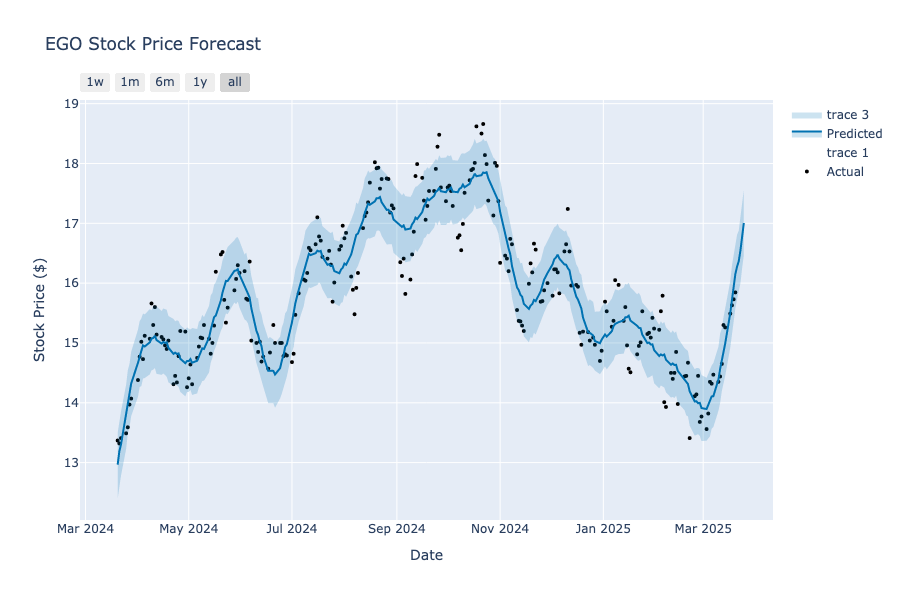 EGO Stock Price Forecast
1w 1m 6m 1y all
trace 3
Predicted
trace 1
Actual
19
18
17
16
15
14
13
Stock Price ($)
Mar 2024 May 2024 Jul 2024 Sep 2024 Nov 2024 Jan 2025 Mar 2025
Date